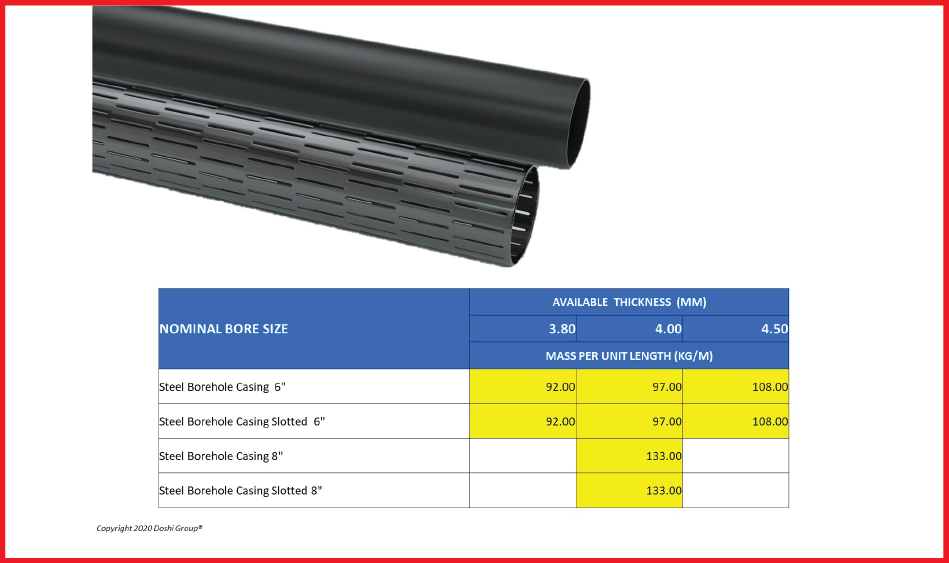 AVAILABLE THICKNESS (MM)
NOMINAL BORE SIZE 3.80 4.00 4.50
MASS PER UNIT LENGTH (KG/M)
Steel Borehole Casing 6" 92.00 97.00 108.00
Steel Borehole Casing Slotted 6" 92.00 97.00 108.00
Steel Borehole Casing 8" 133.00
Steel Borehole Casing Slotted 8" 133.00
Copyright 2020 Doshi Group®